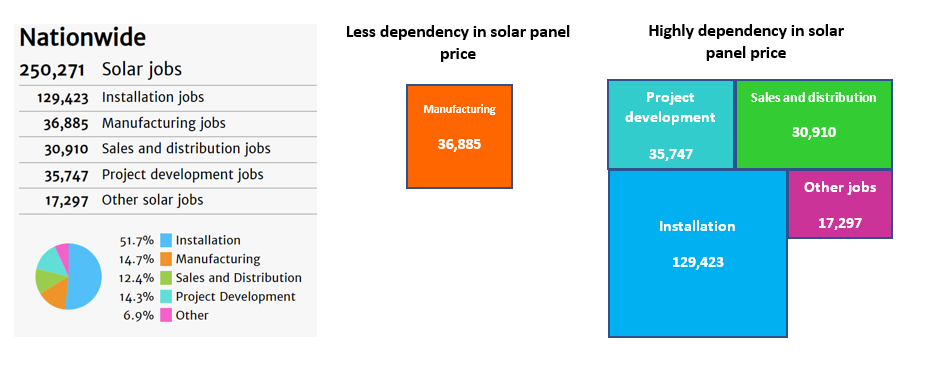 Nationwide
250,271 Solar jobs
129,423 Installation jobs
36,885 Manufacturing jobs
30,910 Sales and distribution jobs
35,747 Project development jobs
17,297 Other solar jobs
51.7% Installation
14.7% Manufacturing
12.4% Sales and Distribution
14.3% Project Development
6.9% Other
Less dependency in solar panel
price
Manufacturing
36,885
Highly dependency in solar
panel price
Project
development
35,747
Sales and distribution
30,910
Installation
129,423
Other jobs
17,297